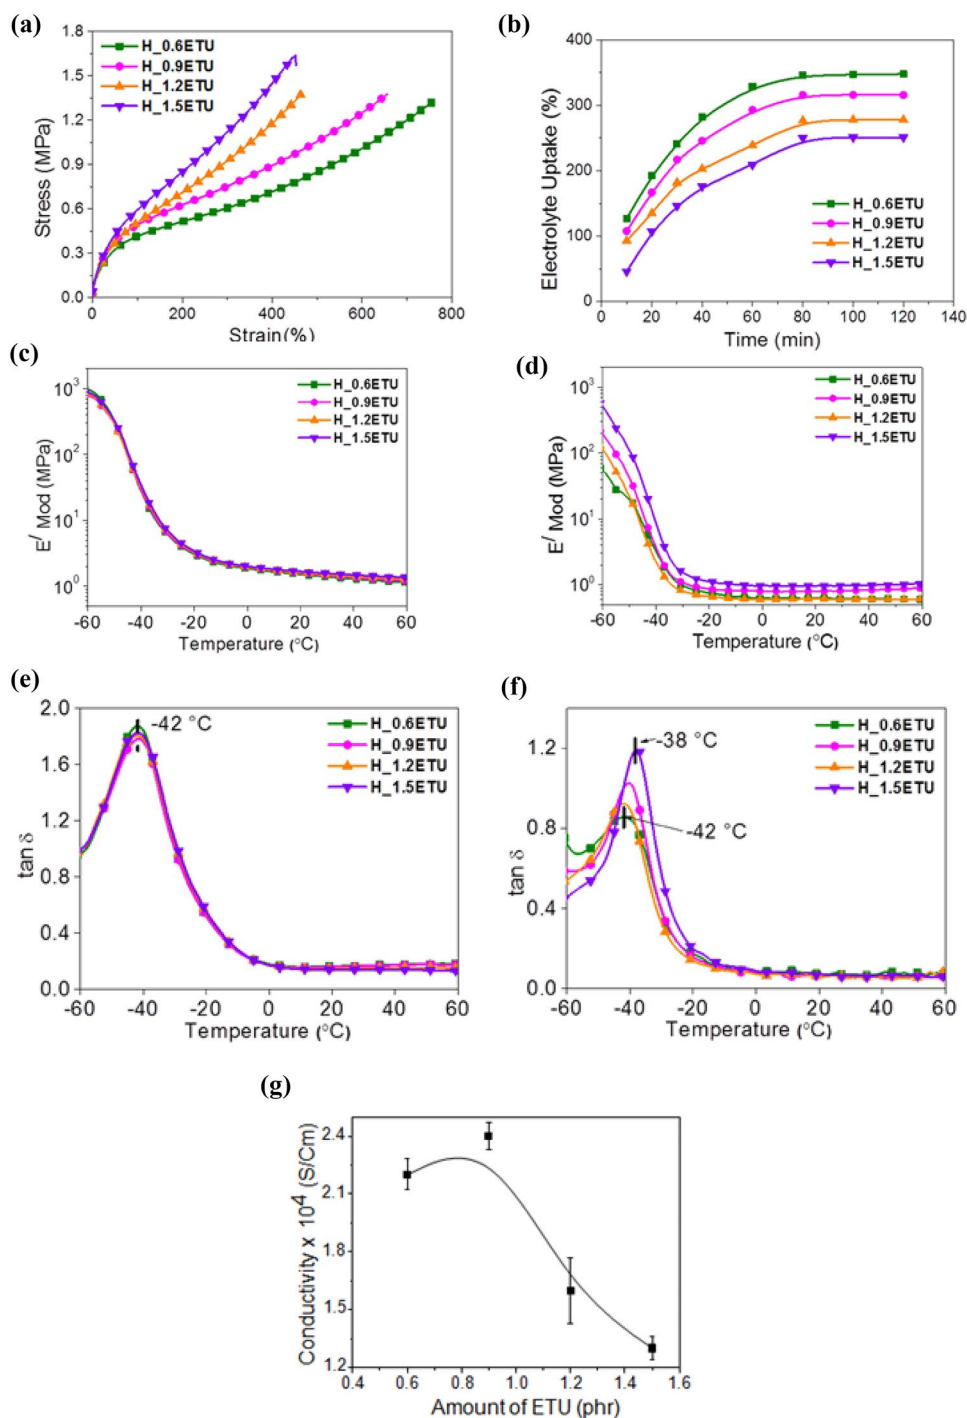 (a)
H_0.6ETU
H_0.9ETU
H_1.2ETU
H_1.5ETU
1.8
1.5
1.2
0.9
0.6
0.3
0.0
Stress (MPa)
0 200 400 600 800
Strain(%)
(b)
400
300
200
100
0
Electrolyte Uptake (%)
H_0.6ETU
H_0.9ETU
H_1.2ETU
H_1.5ETU
0 20 40 60 80 100 120 140
Time (min)
(c)
H_0.6ETU
H_0.9ETU
H_1.2ETU
H_1.5ETU
10³
10²
10¹
10⁰
E/ Mod (MPa)
-60 -40 -20 0 20 40 60
Temperature (°C)
(d)
H_0.6ETU
H_0.9ETU
H_1.2ETU
H_1.5ETU
10³
10²
10¹
10⁰
E/ Mod (MPa)
-60 -40 -20 0 20 40 60
Temperature (°C)
(e)
2.0
1.6
1.2
0.8
0.4
0.0
tan δ
-42 °C
H_0.6ETU
H_0.9ETU
H_1.2ETU
H_1.5ETU
-60 -40 -20 0 20 40 60
Temperature (°C)
(f)
1.2
0.8
0.4
0.0
tan δ
-38 °C
-42 °C
H_0.6ETU
H_0.9ETU
H_1.2ETU
H_1.5ETU
-60 -40 -20 0 20 40 60
Temperature (°C)
(g)
2.4
2.1
1.8
1.5
1.2
Conductivity x 10⁴ (S/Cm)
0.4 0.6 0.8 1.0 1.2 1.4 1.6
Amount of ETU (phr)